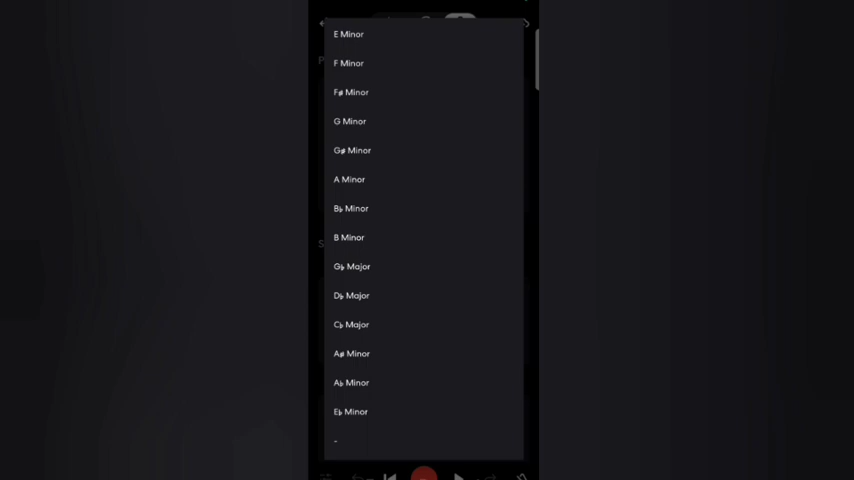 E Minor
F Minor
F♯ Minor
G Minor
G♯ Minor
A Minor
B♭ Minor
B Minor
G♭ Major
D♭ Major
C♭ Major
A♯ Minor
A♭ Minor
E♭ Minor
-